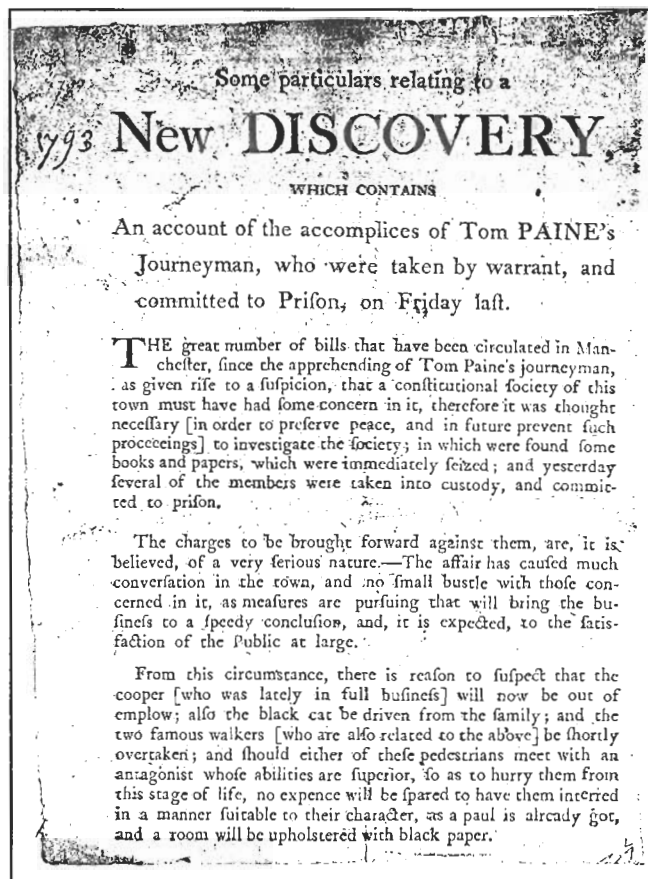 Some particulars relating to a
1793 New DISCOVERY,
WHICH CONTAINS
An account of the accomplices of Tom PAINE's
Journeyman, who were taken by warrant, and
committed to Priſon, on Friday laſt.
THE great number of bills that have been circulated in Man-
cheſter, ſince the apprehending of Tom Paine's journeyman,
as given riſe to a ſuſpicion, that a conſtitutional ſociety of this
town muſt have had ſome concern in it, therefore it was thought
neceſſary [in order to preſerve peace, and in future prevent ſuch
proceeeings] to inveſtigate the ſociety; in which were found ſome
books and papers, which were immediately ſeized; and yeſterday
ſeveral of the members were taken into cuſtody, and commit-
ted to priſon.
The charges to be brought forward againſt them, are, it is
believed, of a very ſerious nature.—The affair has cauſed much
converſation in the town, and no ſmall buſtle with thoſe con-
cerned in it, as meaſures are purſuing that will bring the bu-
ſineſs to a ſpeedy concluſion, and, it is expected, to the ſatis-
faction of the Public at large.
From this circumstance, there is reaſon to ſuſpect that the
cooper [who was lately in full buſineſs] will now be out of
emplow; alſo the black cat be driven from the family; and the
two famous walkers [who are alſo related to the above] be ſhortly
overtaken; and ſhould either of theſe pedestrians meet with an
antagoniſt whoſe abilities are ſuperior, ſo as to hurry them from
this stage of life, no expence will be ſpared to have them interred
in a manner ſuitable to their character, as a paul is already got,
and a room will be upholstered with black paper.